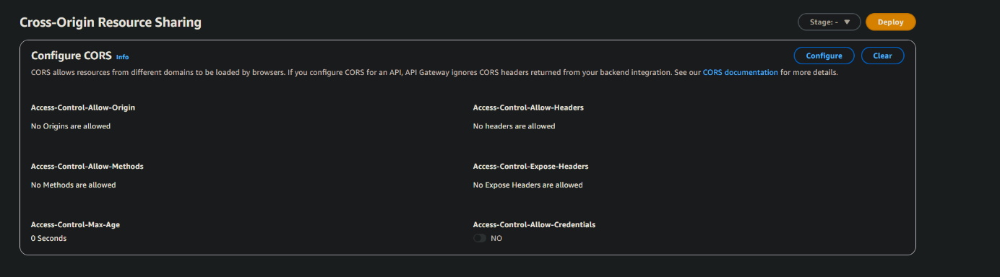 Cross-Origin Resource Sharing
Stage: -
Deploy
Configure CORS Info
Configure
Clear
CORS allows resources from different domains to be loaded by browsers. If you configure CORS for an API, API Gateway ignores CORS headers returned from your backend integration. See our CORS documentation for more details.
Access-Control-Allow-Origin
No Origins are allowed
Access-Control-Allow-Headers
No headers are allowed
Access-Control-Allow-Methods
No Methods are allowed
Access-Control-Expose-Headers
No Expose Headers are allowed
Access-Control-Max-Age
0 Seconds
Access-Control-Allow-Credentials
NO